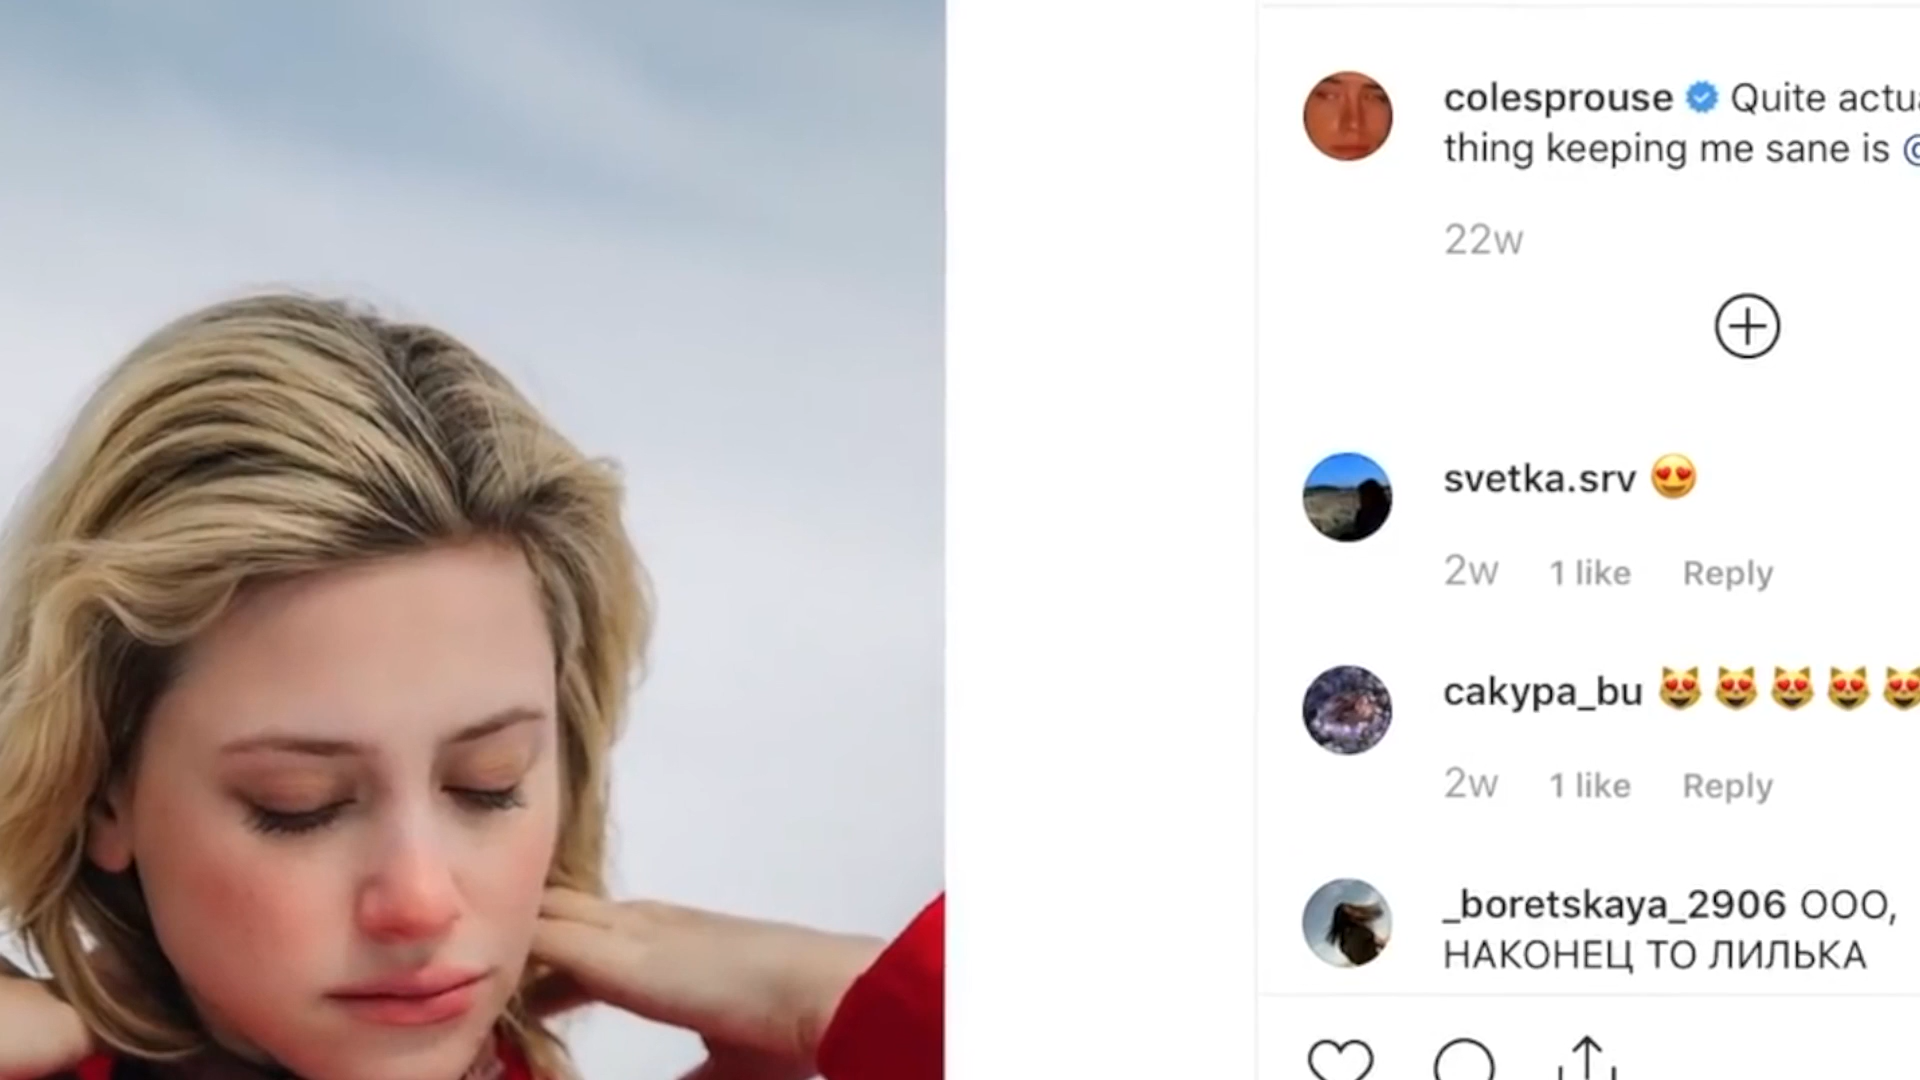 colesprouse Quite
thing keeping me sane is
22w
svetka.srv 😍
2w 1 like Reply
cakypa_bu 😻 😻 😻 😻 😻
2w 1 like Reply
_boretskaya_2906 ООО,
НАКОНЕЦ ТО ЛИЛЬКА